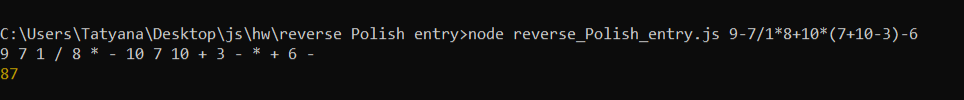 C:\Users\Tatyana\Desktop\js\hw\reverse Polish entry>node reverse_Polish_entry.js 9-7/1*8+10*(7+10-3)-6
9 7 1 / 8 * - 10 7 10 + 3 - * + 6 -
87